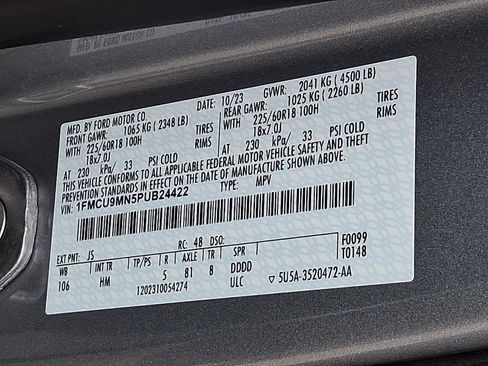 MFD. BY FORD MOTOR CO
MFD. BY FORD MOTOR CO. DATE: 10/23 GVWR: 2041 KG (4500 LB)
FRONT GAWR: 1065 KG (2348 LB) REAR GAWR: 1025 KG (2260 LB)
WITH 225/60R18 100H TIRES WITH 225/60R18 100H TIRES
18x7.0J RIMS 18x7.0J RIMS
AT 230 kPa/ 33 PSI COLD AT 230 kPa/ 33 PSI COLD
THIS VEHICLE CONFORMS TO ALL APPLICABLE FEDERAL MOTOR VEHICLE SAFETY AND THEFT
PREVENTION STANDARDS IN EFFECT ON THE DATE OF MANUFACTURE SHOWN ABOVE.
VIN: 1FMCU9MN5PUB24422 TYPE: MPV
EXT PNT: JS RC: 48 DSO: F0099
WB INT TR TP/PS R AXLE TR SPR T0148
106 HM 5 81 8 DDDD
1202310054274 ULC ▽ 5U5A-3520472-AA